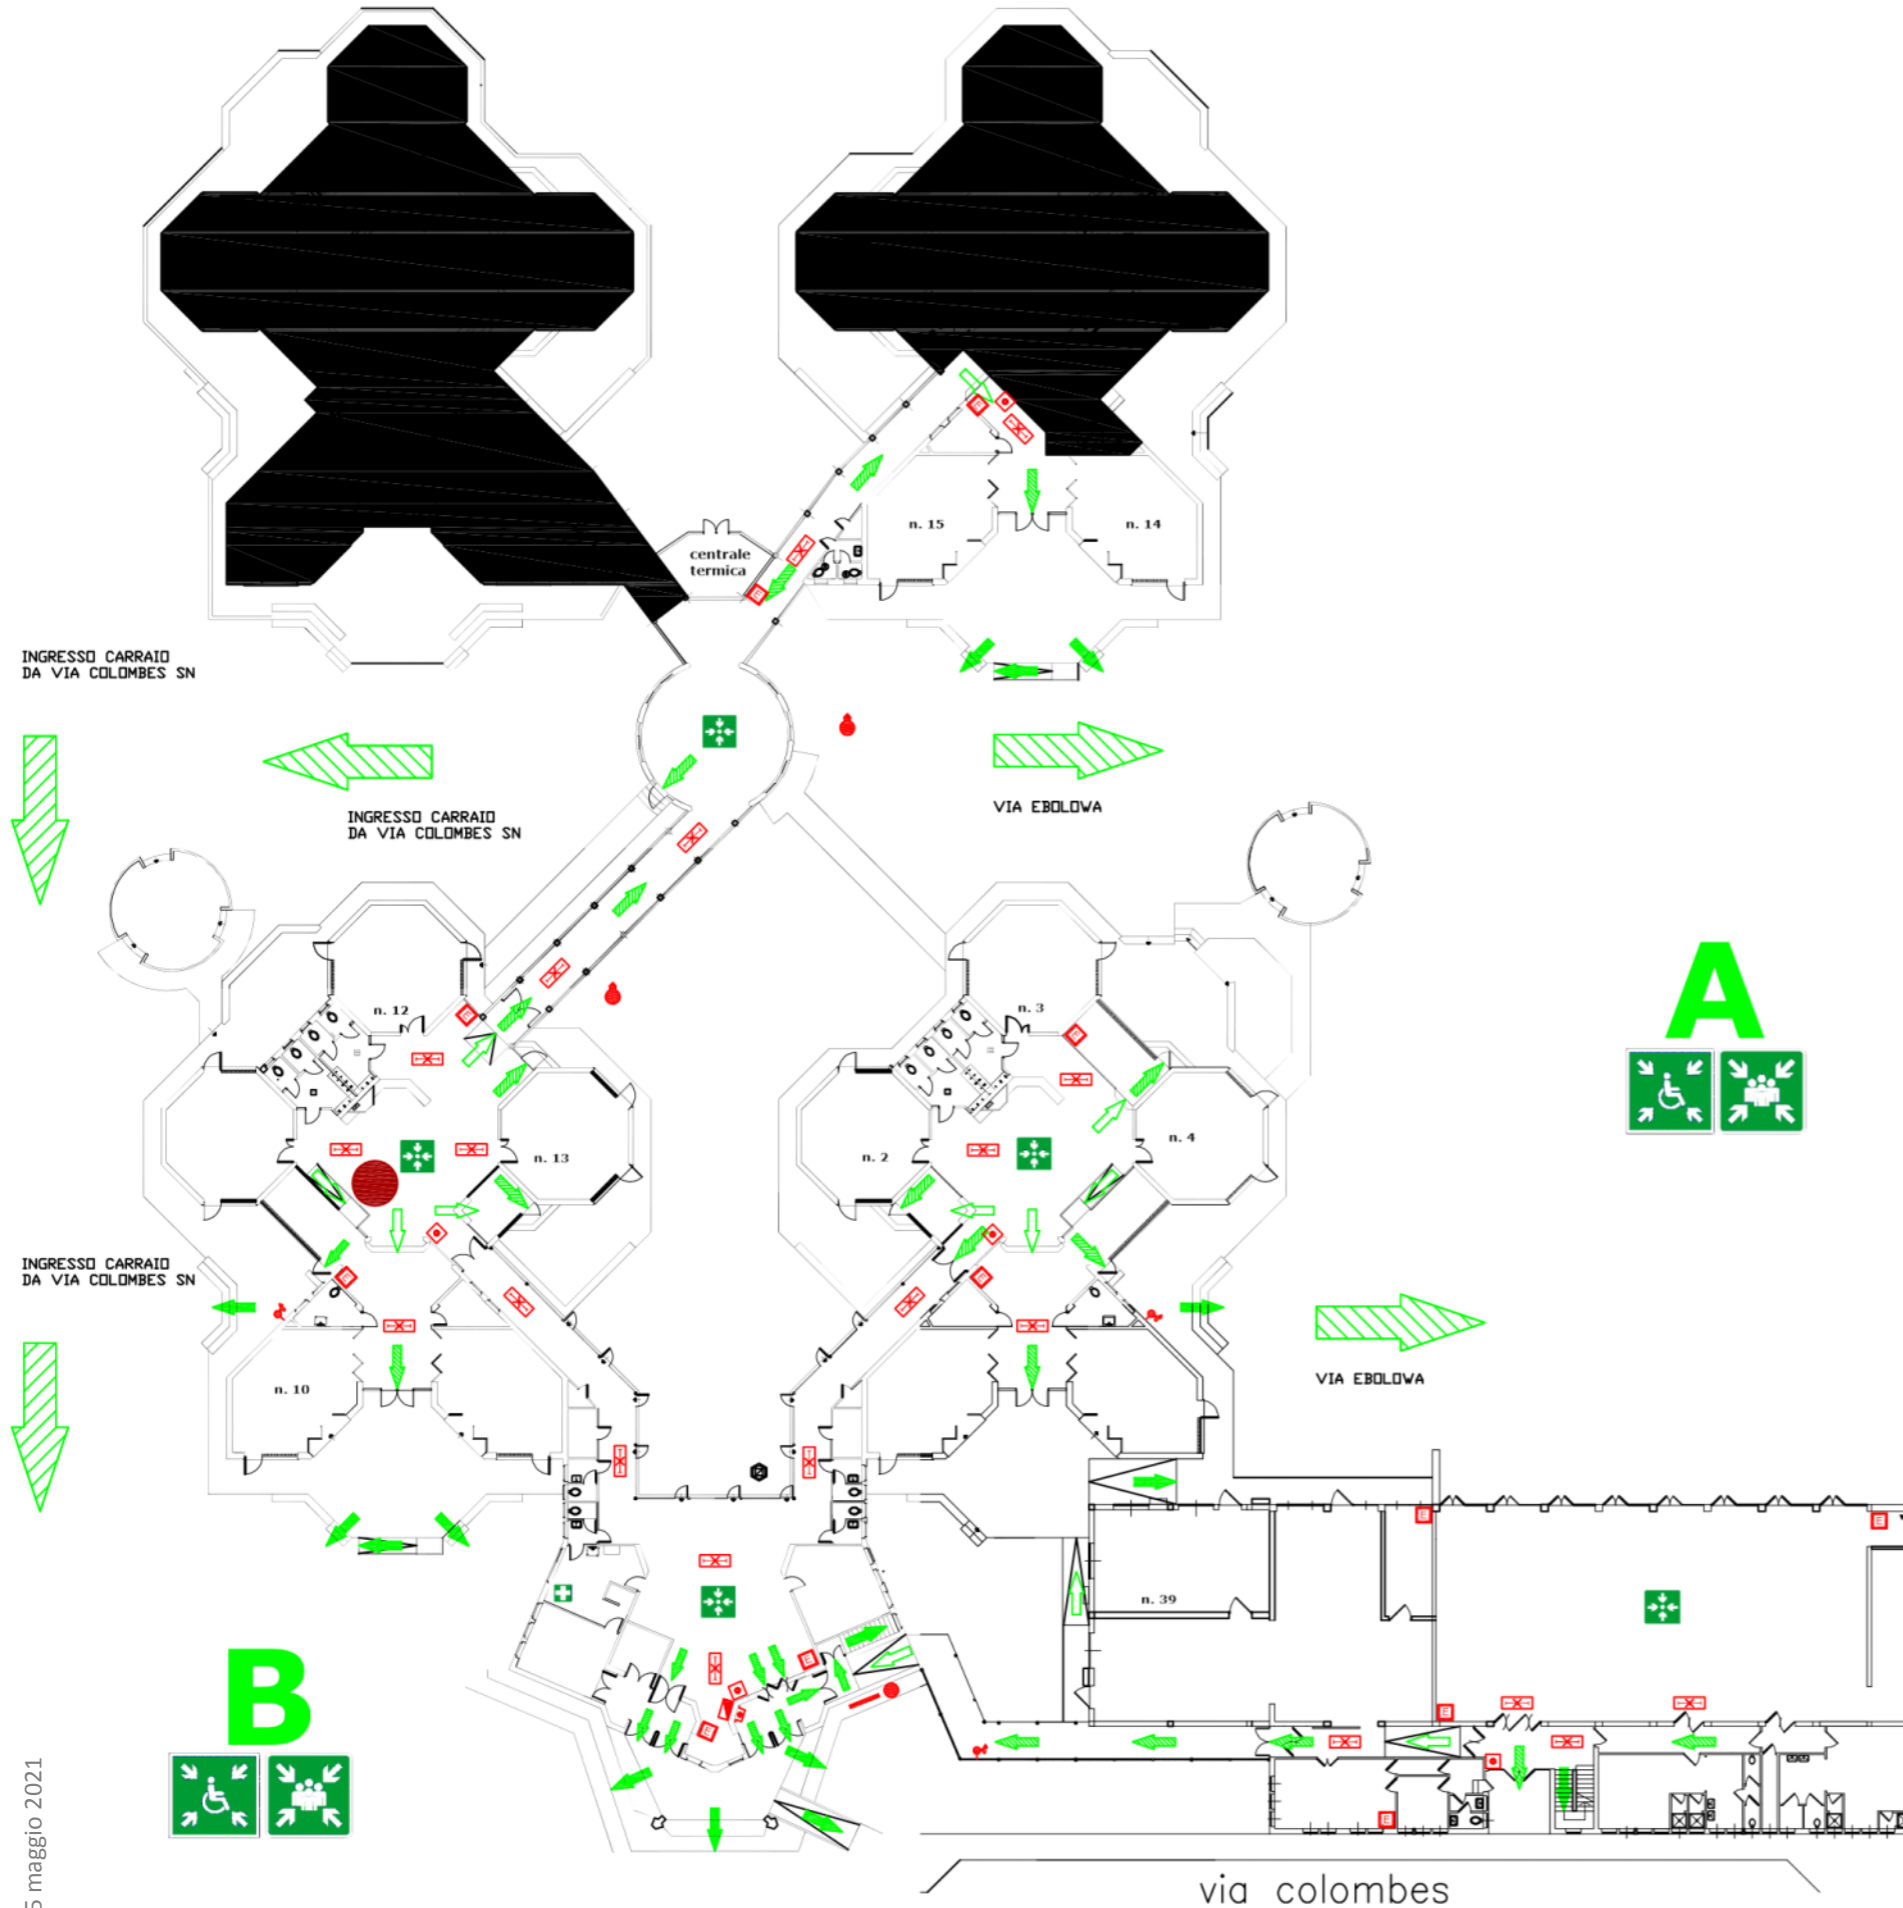 n. 15
n. 14
centrale
termica
INGRESSO CARRAIO
DA VIA COLOMBES SN
VIA EBOLOWA
INGRESSO CARRAIO
DA VIA COLOMBES SN
n. 12
n. 3
A
n. 13
n. 2
n. 4
INGRESSO CARRAIO
DA VIA COLOMBES SN
VIA EBOLOWA
n. 10
n. 39
B
maggio 2021
via colombes